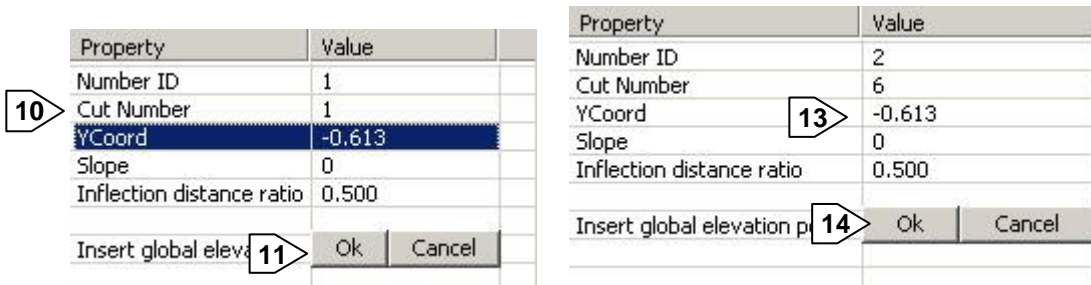 Property Value
Number ID 1
10 Cut Number 1
YCoord -0.613
Slope 0
Inflection distance ratio 0.500
Insert global eleva 11 Ok Cancel
Property Value
Number ID 2
Cut Number 6
YCoord 13 -0.613
Slope 0
Inflection distance ratio 0.500
Insert global elevation p 14 Ok Cancel